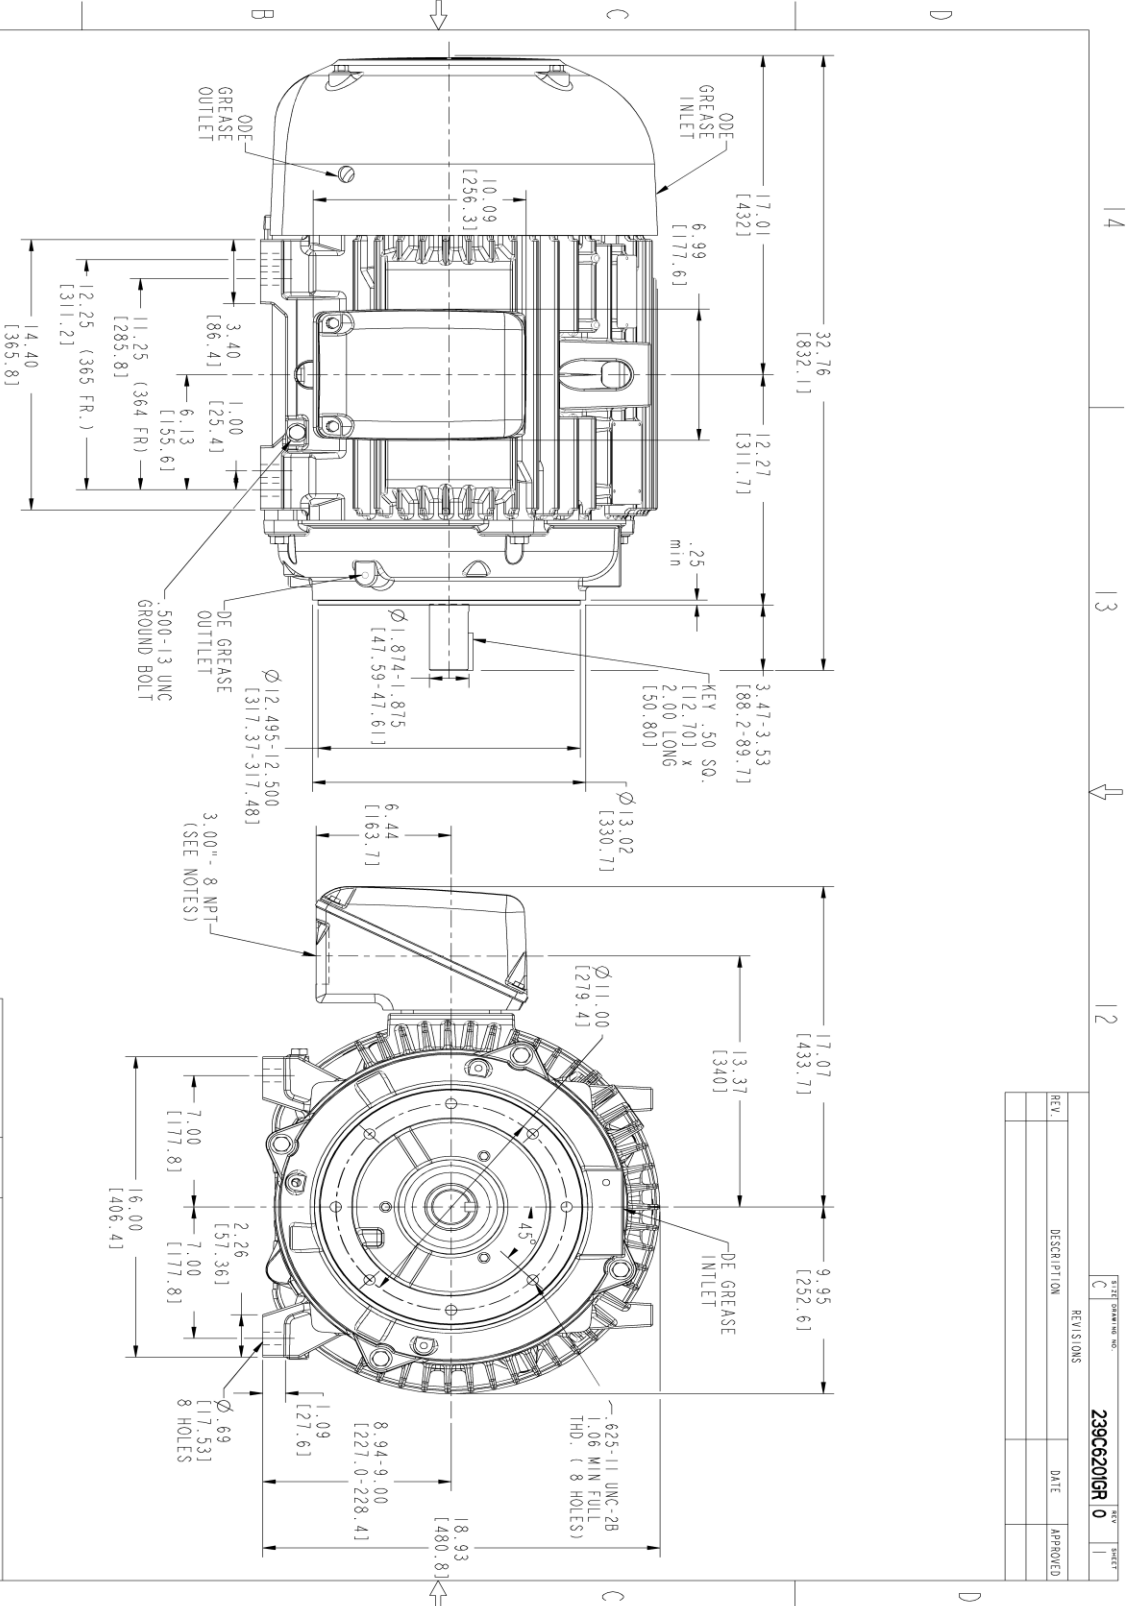 D
C
B
14
13
12
SIZE
C
DRAWING NO.
239C6201GR
REV
0
SHEET
1
REVISIONS
REV.
DESCRIPTION
DATE
APPROVED
32.76
[832.1]
17.01
[432]
12.27
[311.7]
3.47-3.53
[88.2-89.7]
ODE
GREASE
INLET
6.99
[177.6]
.25
min
KEY .50 SQ.
[12.70] x
2.00 LONG
[50.80]
10.09
[256.3]
ODE
GREASE
OUTLET
Ø1.874-1.875
[47.59-47.61]
Ø13.02
[330.7]
Ø12.495-12.500
[317.37-317.48]
DE GREASE
OUTTLET
.500-13 UNC
GROUND BOLT
3.40
[86.4]
1.00
[25.4]
6.13
[155.6]
11.25 (364 FR)
[285.8]
12.25 (365 FR.)
[311.2]
14.40
[365.8]
17.07
[433.7]
9.95
[252.6]
13.37
[340]
Ø11.00
[279.4]
DE GREASE
INTLET
6.44
[163.7]
3.00"- 8 NPT
(SEE NOTES)
45°
.625-11 UNC-2B
1.06 MIN FULL
THD. ( 8 HOLES)
18.93
[480.8]
8.94-9.00
[227.0-228.4]
1.09
[27.6]
Ø.69
[17.53]
8 HOLES
2.26
[57.36]
7.00
[177.8]
7.00
[177.8]
16.00
[406.4]
D
C